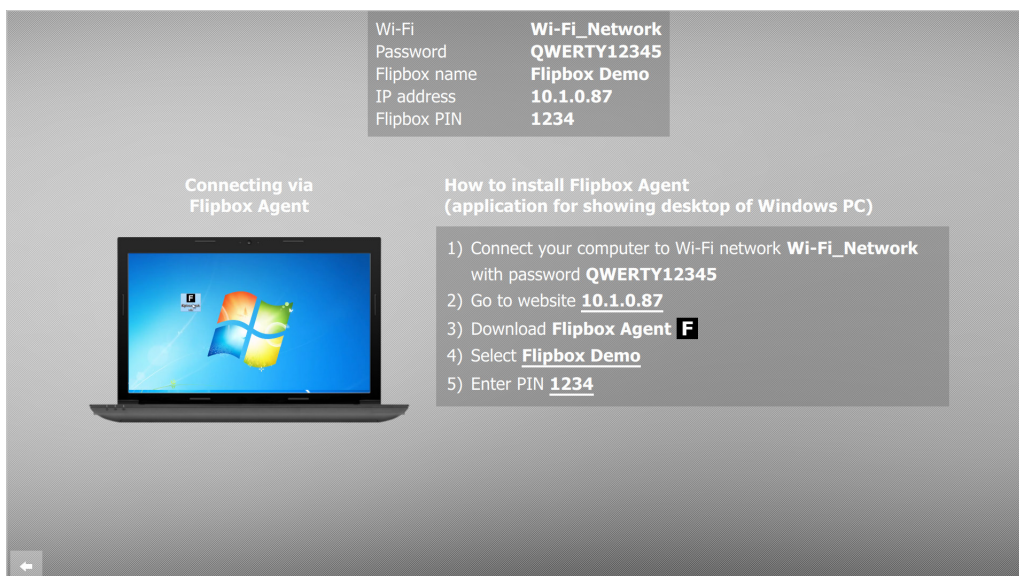 Wi-Fi Wi-Fi_Network
Password QWERTY12345
Flipbox name Flipbox Demo
IP address 10.1.0.87
Flipbox PIN 1234
Connecting via
Flipbox Agent
How to install Flipbox Agent
(application for showing desktop of Windows PC)
1) Connect your computer to Wi-Fi network Wi-Fi_Network
with password QWERTY12345
2) Go to website 10.1.0.87
3) Download Flipbox Agent F
4) Select Flipbox Demo
5) Enter PIN 1234
F